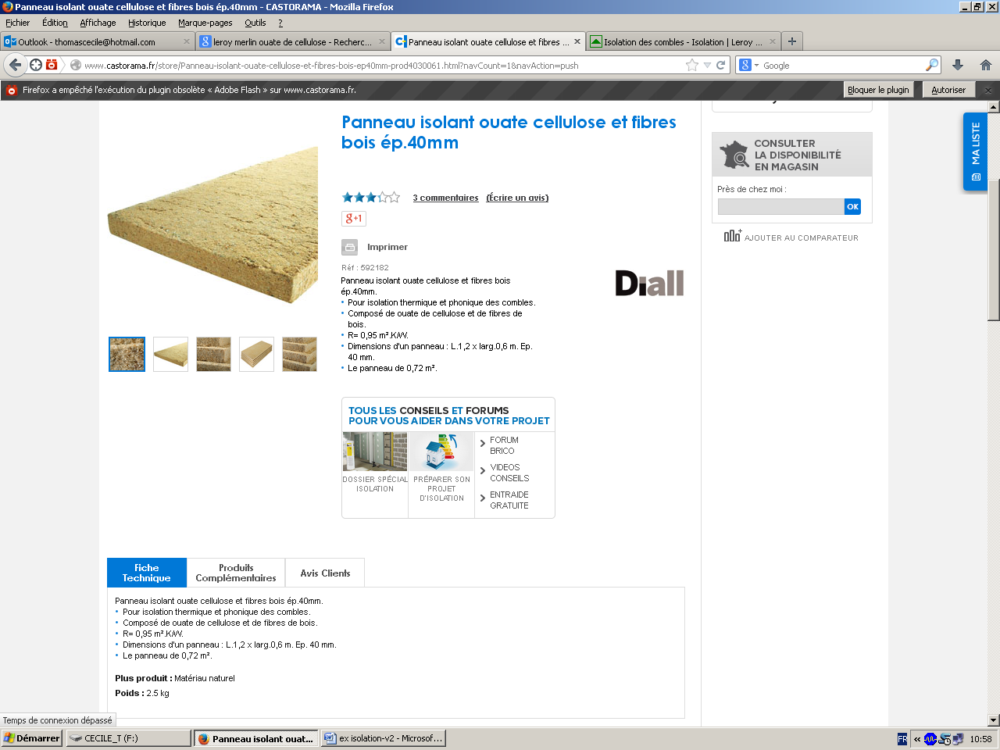 Panneau isolant ouate cellulose et fibres bois ép.40mm - CASTORAMA - Mozilla Firefox
Fichier Édition Affichage Historique Marque-pages Outils ?
Outlook - thomascecile@hotmail.com
leroy merlin ouate de cellulose - Recherc...
Panneau isolant ouate cellulose et fibres ...
Isolation des combles - Isolation | Leroy ...
www.castorama.fr/store/Panneau-isolant-ouate-cellulose-et-fibres-bois-ep40mm-prod4030061.html?navCount=1&navAction=push
Google
Firefox a empêché l'exécution du plugin obsolète « Adobe Flash » sur www.castorama.fr.
Bloquer le plugin
Autoriser
Panneau isolant ouate cellulose et fibres
bois ép.40mm
3 commentaires (Écrire un avis)
g+1
Imprimer
Réf : 592182
Panneau isolant ouate cellulose et fibres bois
ép.40mm.
• Pour isolation thermique et phonique des combles.
• Composé de ouate de cellulose et de fibres de
bois.
• R= 0,95 m².K/W.
• Dimensions d'un panneau : L.1,2 x larg.0,6 m. Ep.
40 mm.
• Le panneau de 0,72 m².
Diall
CONSULTER
LA DISPONIBILITÉ
EN MAGASIN
Près de chez moi :
OK
AJOUTER AU COMPARATEUR
MA LISTE
TOUS LES CONSEILS ET FORUMS
POUR VOUS AIDER DANS VOTRE PROJET
DOSSIER SPÉCIAL
ISOLATION
PRÉPARER SON
PROJET
D'ISOLATION
FORUM
BRICO
VIDEOS
CONSEILS
ENTRAIDE
GRATUITE
Fiche
Technique
Produits
Complémentaires
Avis Clients
Panneau isolant ouate cellulose et fibres bois ép.40mm.
• Pour isolation thermique et phonique des combles.
• Composé de ouate de cellulose et de fibres de bois.
• R= 0,95 m².K/W.
• Dimensions d'un panneau : L.1,2 x larg.0,6 m. Ep. 40 mm.
• Le panneau de 0,72 m².
Plus produit : Matériau naturel
Poids : 2.5 kg
Temps de connexion dépassé
Démarrer
CECILE_T (F:)
Panneau isolant ouat...
ex isolation-v2 - Microsof...
FR
«
10:58